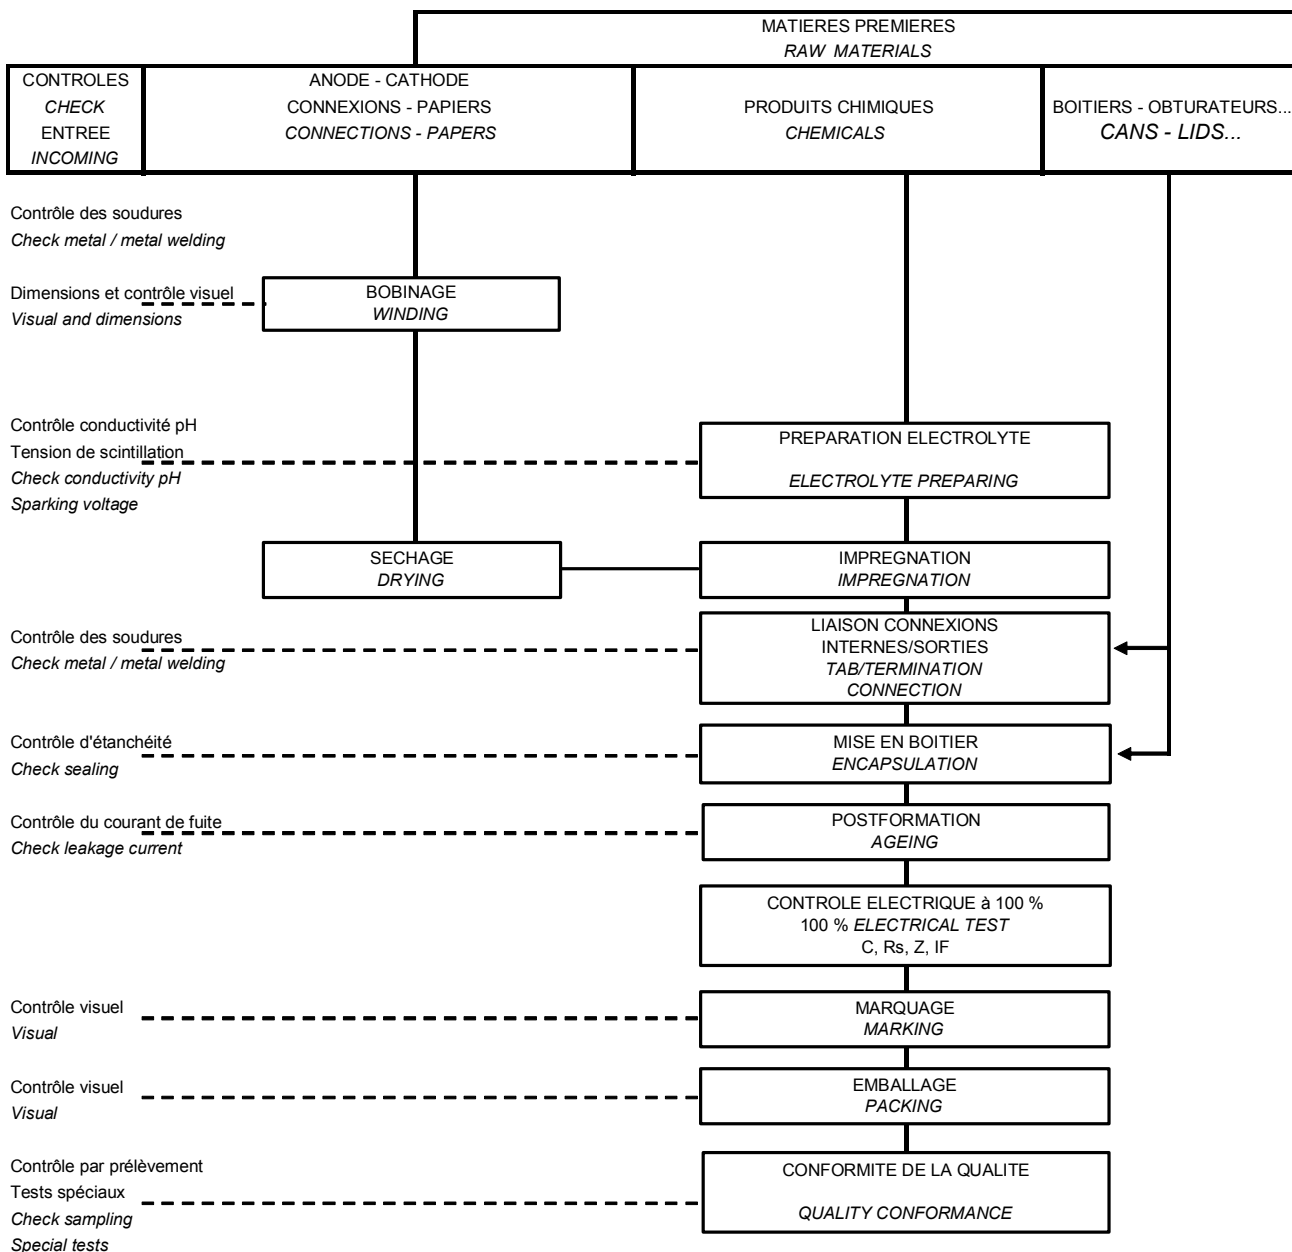 MATIERES PREMIERES
RAW MATERIALS
CONTROLES
CHECK
ENTREE
INCOMING
ANODE - CATHODE
CONNEXIONS - PAPIERS
CONNECTIONS - PAPERS
PRODUITS CHIMIQUES
CHEMICALS
BOITIERS - OBTURATEURS...
CANS - LIDS...
Contrôle des soudures
Check metal / metal welding
Dimensions et contrôle visuel
Visual and dimensions
BOBINAGE
WINDING
Contrôle conductivité pH
Tension de scintillation
Check conductivity pH
Sparking voltage
PREPARATION ELECTROLYTE
ELECTROLYTE PREPARING
SECHAGE
DRYING
IMPREGNATION
IMPREGNATION
Contrôle des soudures
Check metal / metal welding
LIAISON CONNEXIONS
INTERNES/SORTIES
TAB/TERMINATION
CONNECTION
Contrôle d'étanchéité
Check sealing
MISE EN BOITIER
ENCAPSULATION
Contrôle du courant de fuite
Check leakage current
POSTFORMATION
AGEING
CONTROLE ELECTRIQUE à 100 %
100 % ELECTRICAL TEST
C, Rs, Z, IF
Contrôle visuel
Visual
MARQUAGE
MARKING
Contrôle visuel
Visual
EMBALLAGE
PACKING
Contrôle par prélèvement
Tests spéciaux
Check sampling
Special tests
CONFORMITE DE LA QUALITE
QUALITY CONFORMANCE